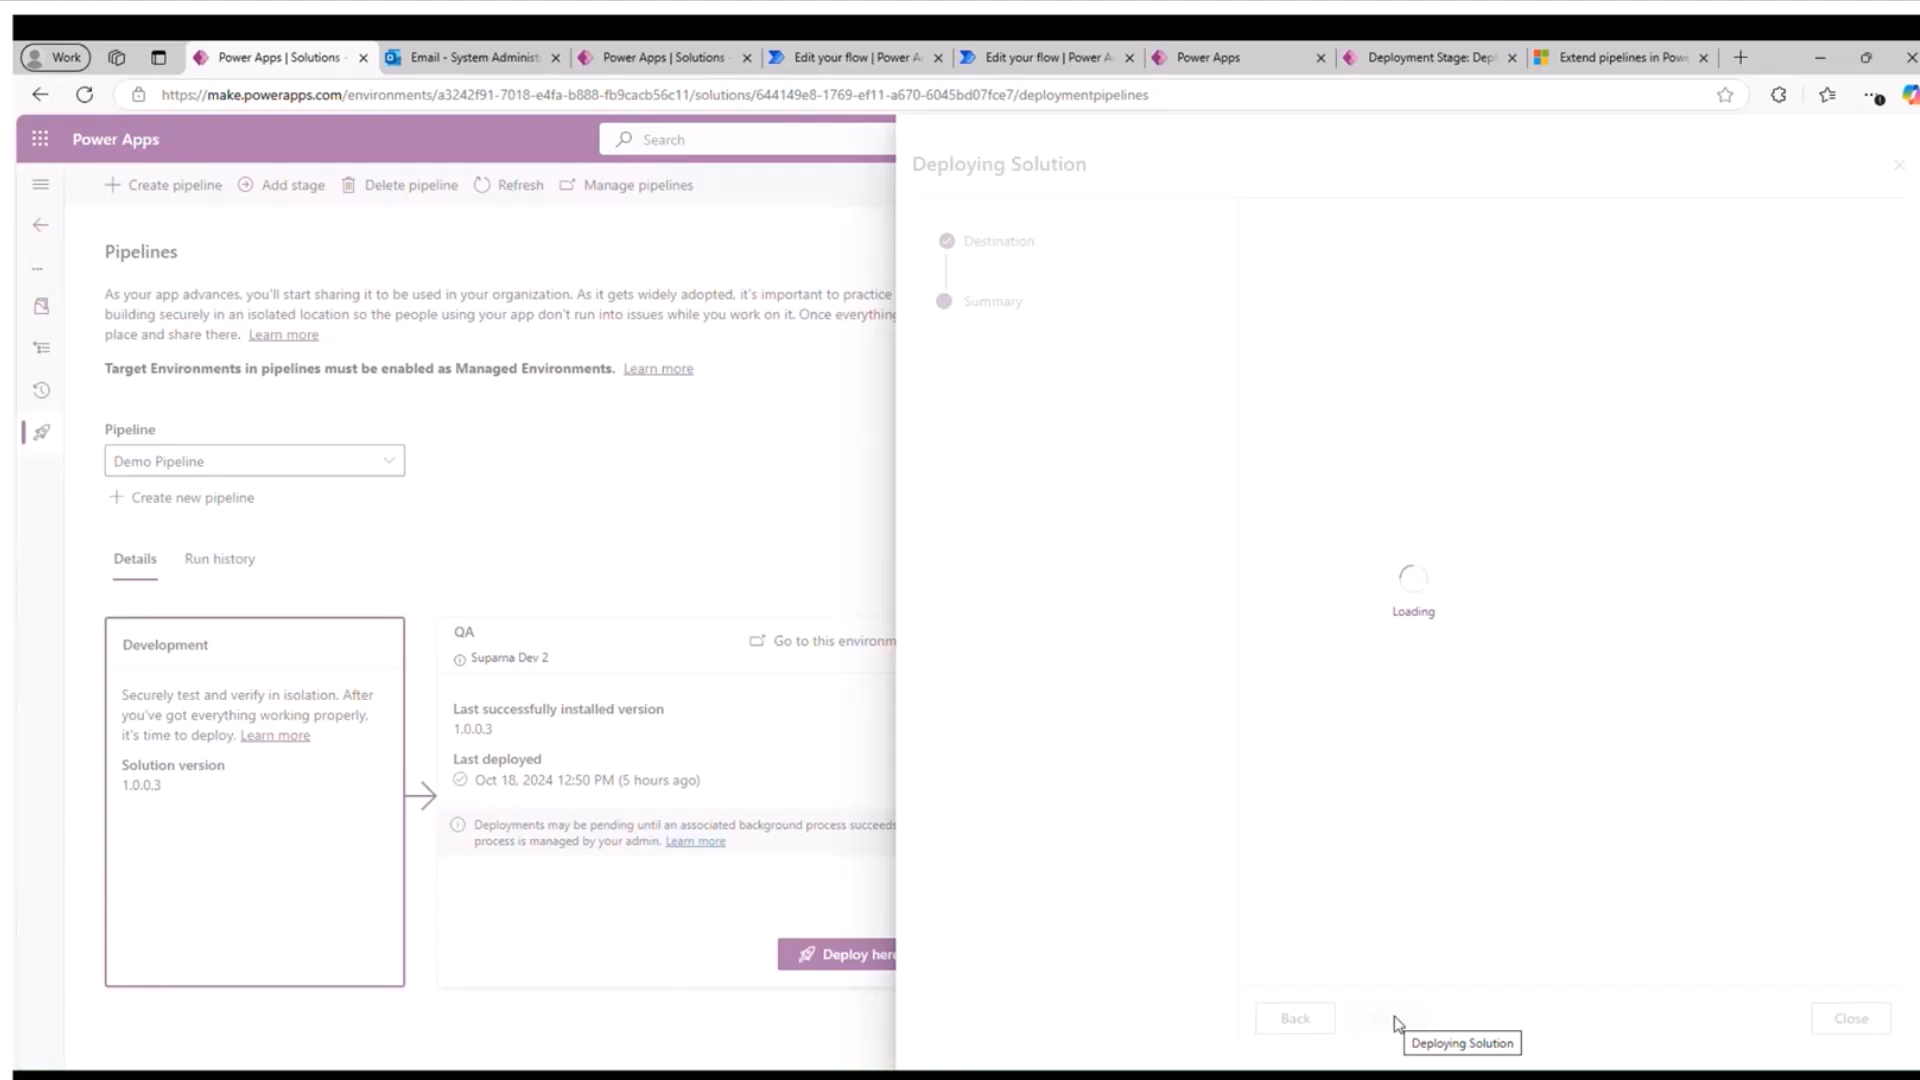 Work
Power Apps | Solutions -
Email - System Administ
Power Apps | Solutions -
Edit your flow | Power A
Edit your flow | Power A
Power Apps
Deployment Stage: Dep
Extend pipelines in Pow
https://make.powerapps.com/environments/a3242f91-7018-e4fa-b888-fb9cacb56c11/solutions/644149e8-1769-ef11-a670-6045bd07fce7/deploymentpipelines
Power Apps
Search
Create pipeline
Add stage
Delete pipeline
Refresh
Manage pipelines
Pipelines
As your app advances, you'll start sharing it to be used in your organization. As it gets widely adopted, it's important to practice
building securely in an isolated location so the people using your app don't run into issues while you work on it. Once everything
place and share there. Learn more
Target Environments in pipelines must be enabled as Managed Environments. Learn more
Pipeline
Demo Pipeline
Create new pipeline
Details
Run history
Development
Securely test and verify in isolation. After
you've got everything working properly,
it's time to deploy. Learn more
Solution version
1.0.0.3
QA
Suparna Dev 2
Go to this environm
Last successfully installed version
1.0.0.3
Last deployed
Oct 18, 2024 12:50 PM (5 hours ago)
Deployments may be pending until an associated background process succeeds
process is managed by your admin. Learn more
Deploy here
Deploying Solution
Destination
Summary
Loading
Back
Close
Deploying Solution